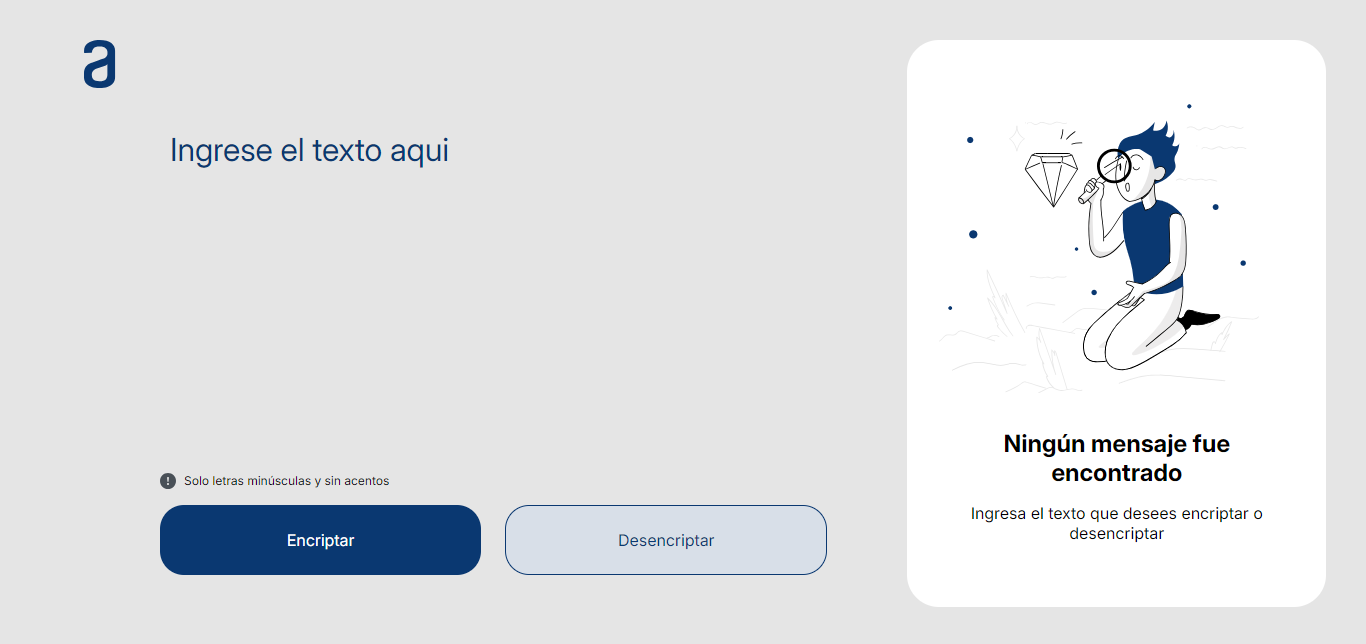 a
Ingrese el texto aqui
Solo letras minúsculas y sin acentos
Encriptar
Desencriptar
Ningún mensaje fue
encontrado
Ingresa el texto que desees encriptar o
desencriptar